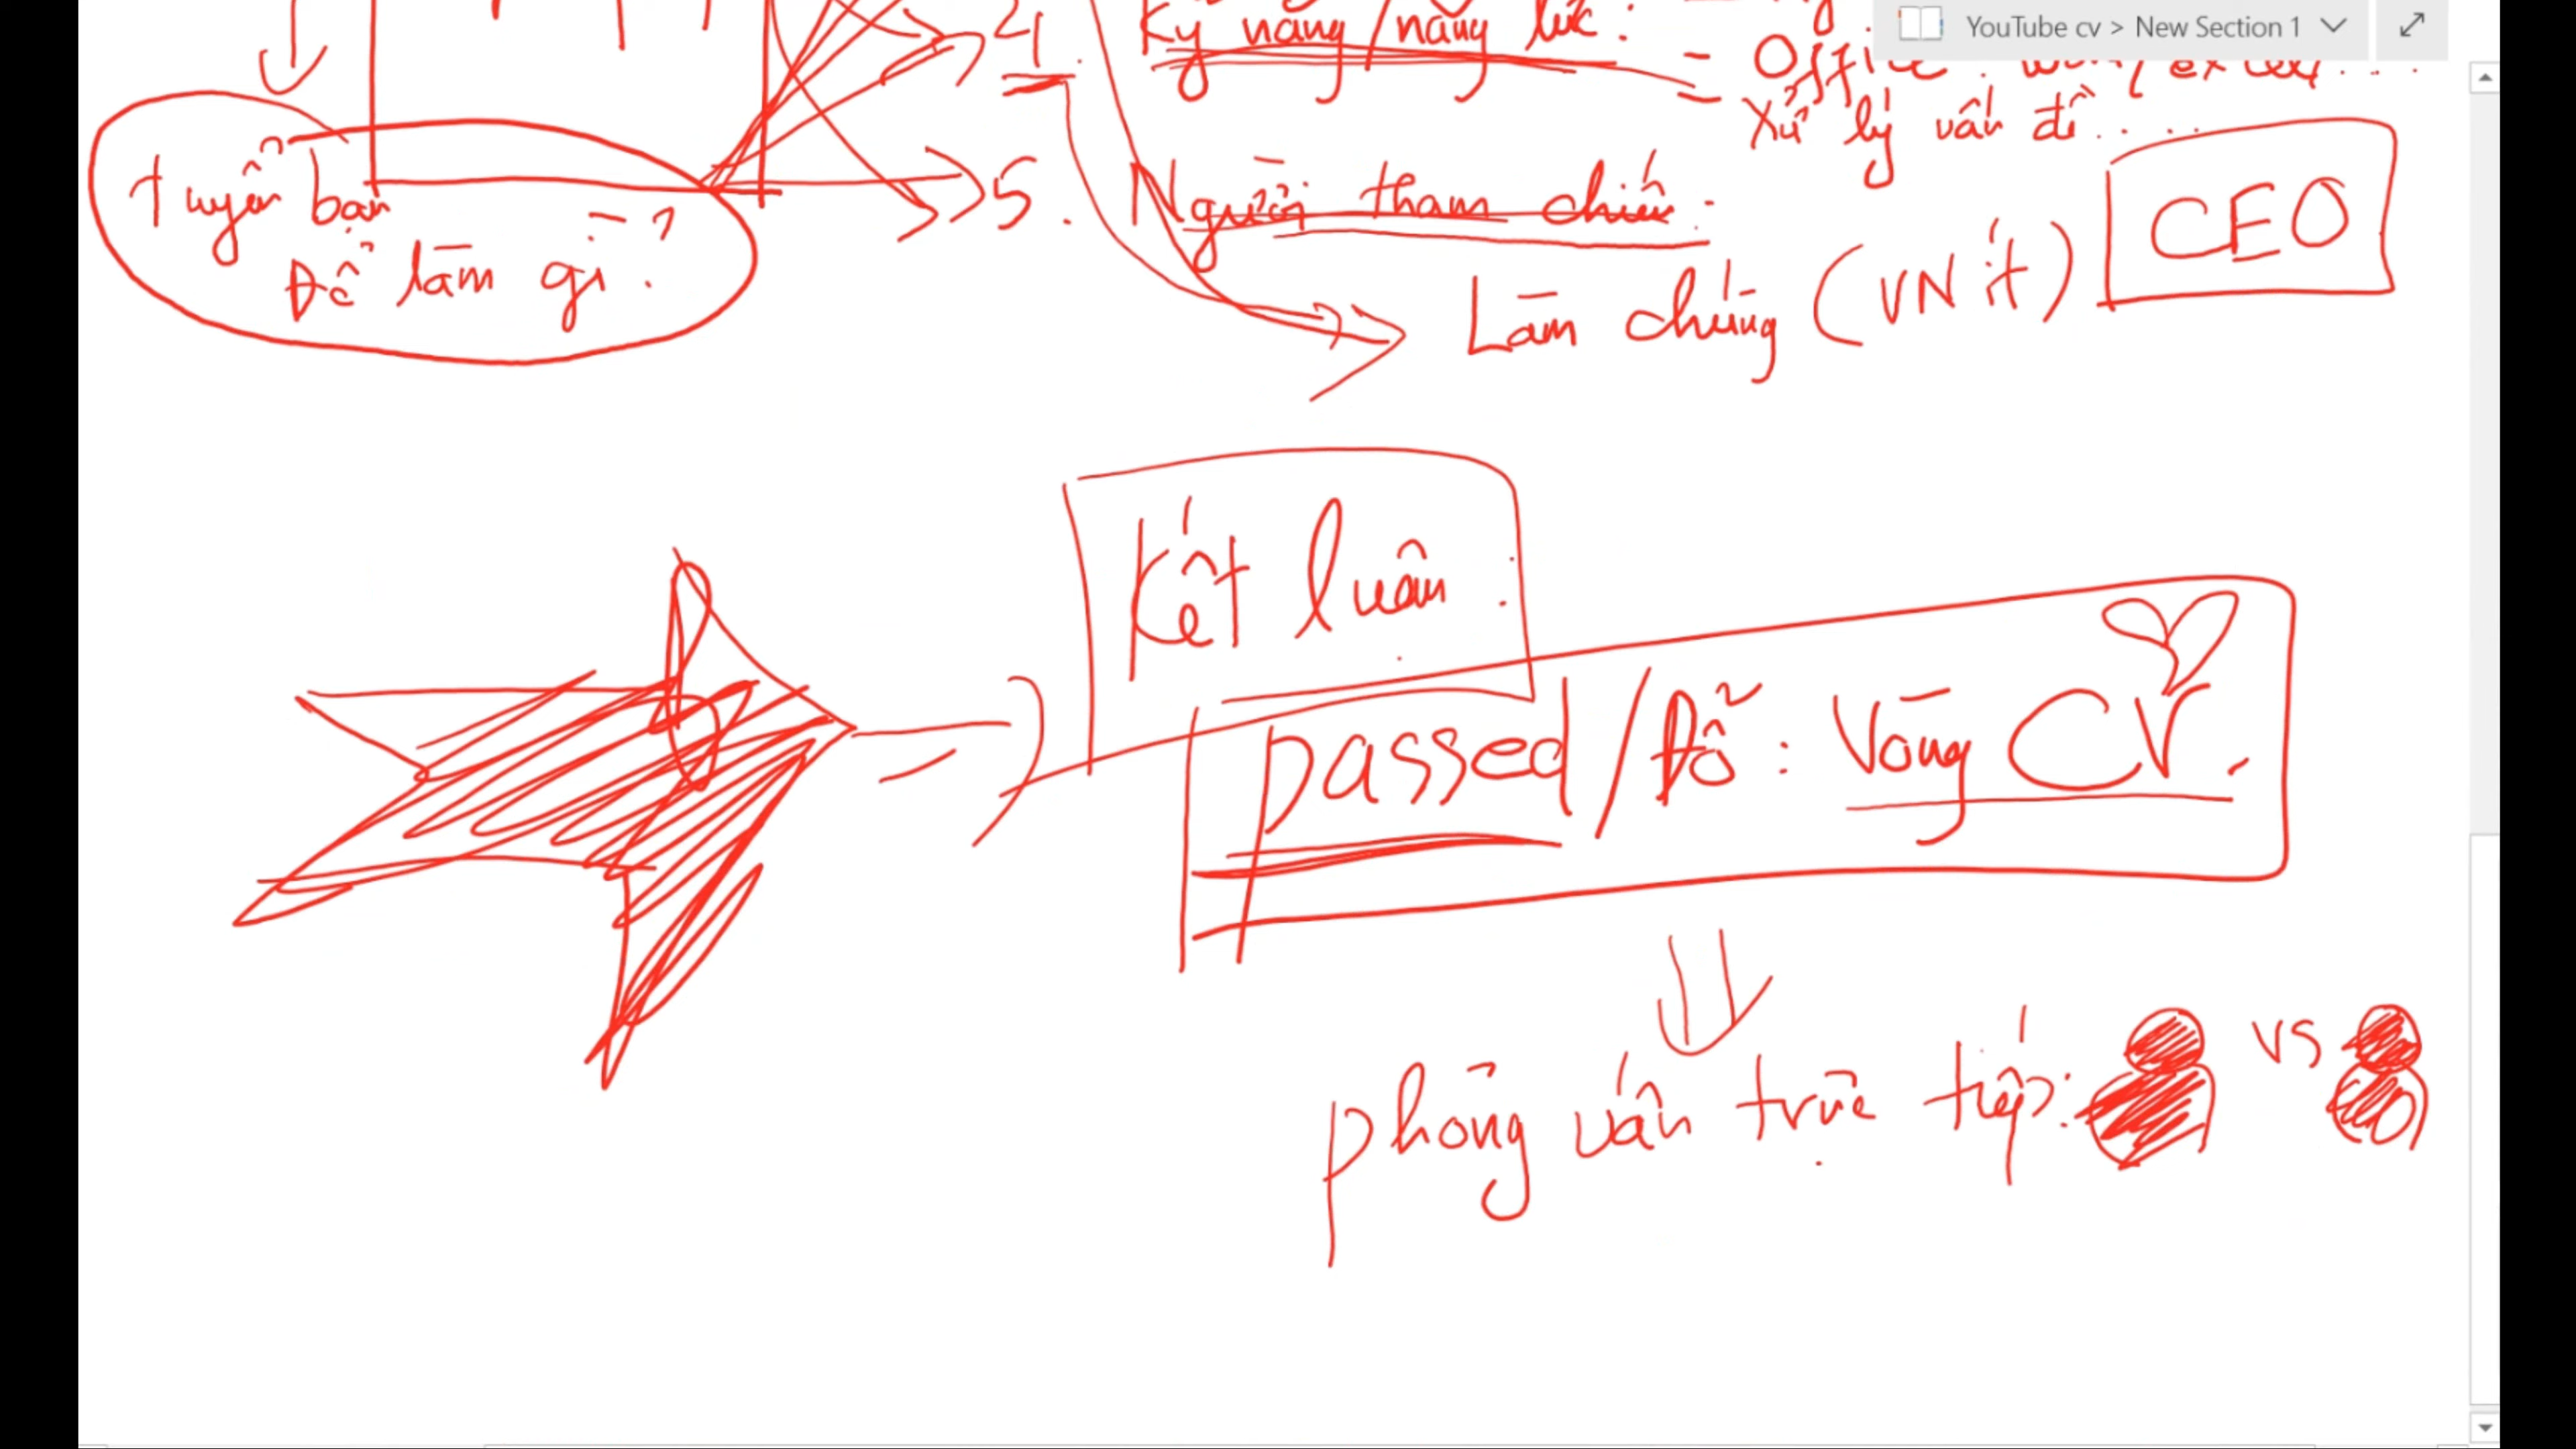 YouTube cv > New Section 1
4. Kỹ năng/năng lực:
- Office: word/excel...
- Xử lý vấn đề.....
Tuyển bạn
Để làm gì?
5. Người tham chiếu:
Làm chứng (VN ít)
CEO
Kết luận:
passed/Đỗ: Vòng CV.
phỏng vấn trực tiếp:
vs